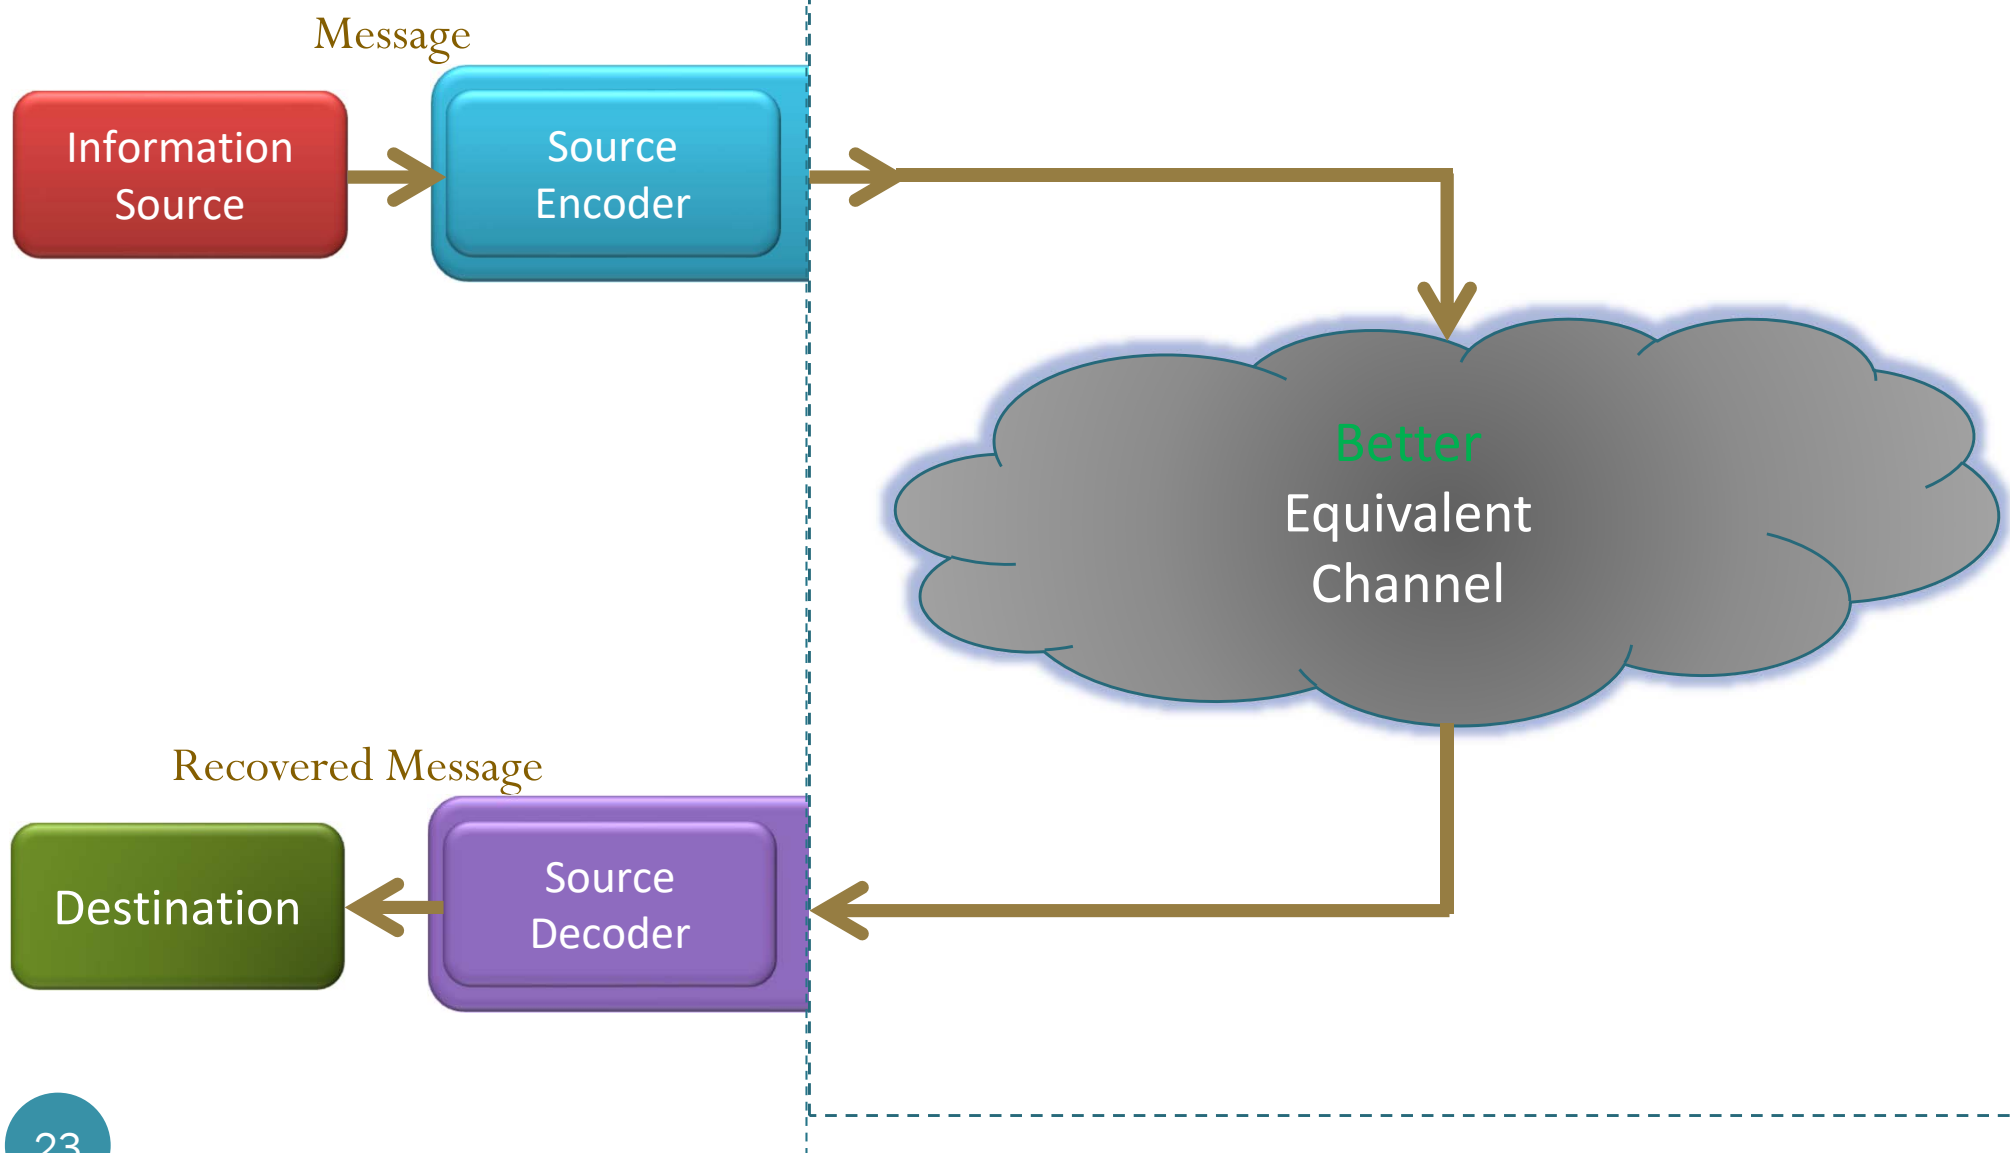 Message
Information
Source
Source
Encoder
Better
Equivalent
Channel
Recovered Message
Destination
Source
Decoder
23